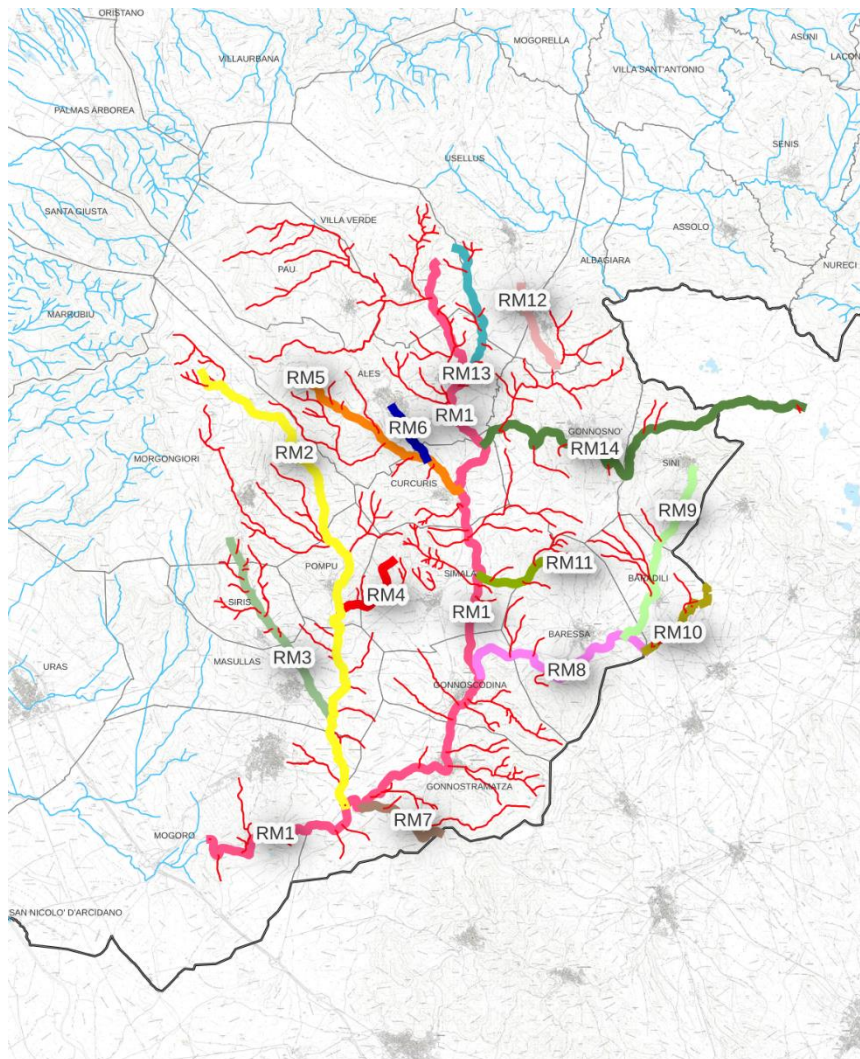 ORISTANO
ASUNI
MOGORELLA
LACONI
VILLAURBANA
VILLA SANT'ANTONIO
PALMAS ARBOREA
SENIS
USELLUS
SANTA GIUSTA
VILLA VERDE
ASSOLO
ALBAGIARA
NURECI
PAU
RM12
MARRUBIU
ALES
RM13
RM5
RM1
RM6
GONNOSNO'
RM14
RM2
MORGONGIORI
SINI
CURCURIS
RM9
RM11
POMPU
SIMALA
BARADILI
RM4
SIRIS
RM1
BARESSA
RM10
RM3
MASULLAS
URAS
RM8
GONNOSCODINA
GONNOSTRAMATZA
RM7
MOGORO
RM1
SAN NICOLO' D'ARCIDANO